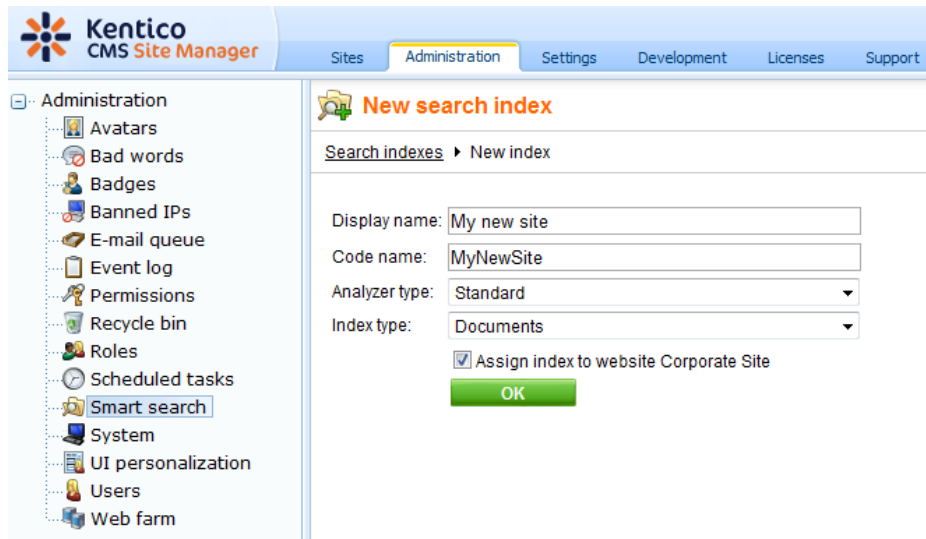 Kentico
CMS Site Manager
Sites Administration Settings Development Licenses Support
Administration
Avatars
Bad words
Badges
Banned IPs
E-mail queue
Event log
Permissions
Recycle bin
Roles
Scheduled tasks
Smart search
System
UI personalization
Users
Web farm
New search index
Search indexes New index
Display name: My new site
Code name: MyNewSite
Analyzer type: Standard
Index type: Documents
Assign index to website Corporate Site
OK